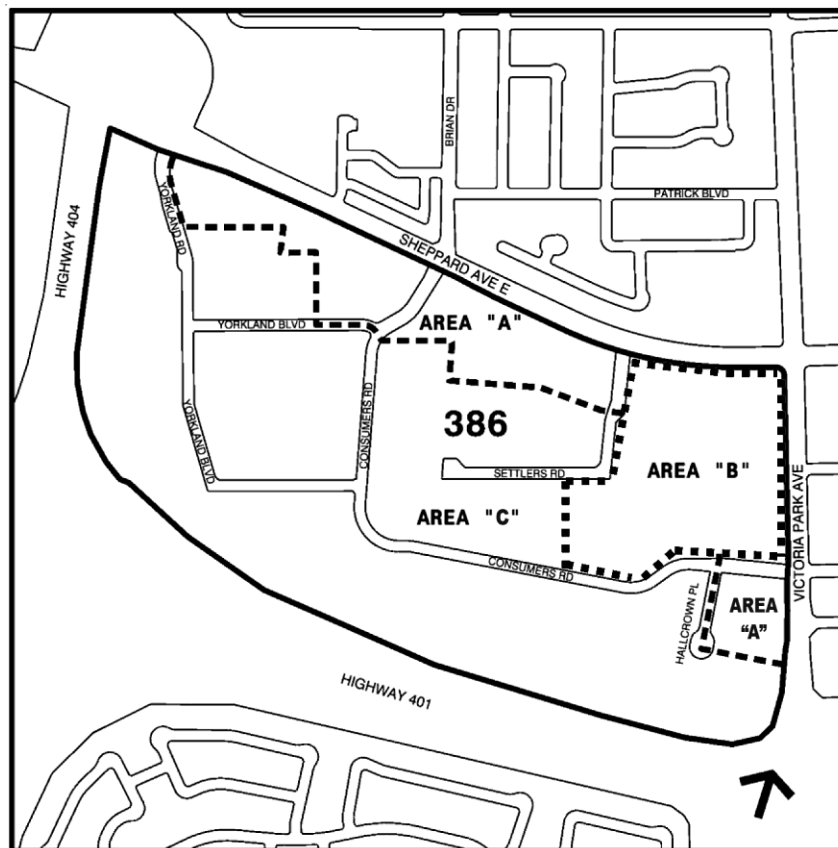 BRIAN DR
PATRICK BLVD
YORKLAND RD
HIGHWAY 404
SHEPPARD AVE E
YORKLAND BLVD
AREA "A"
CONSUMERS RD
YORKLAND BLVD
386
SETTLERS RD
AREA "B"
VICTORIA PARK AVE
AREA "C"
CONSUMERS RD
HALLCROWN PL
AREA
“A”
HIGHWAY 401